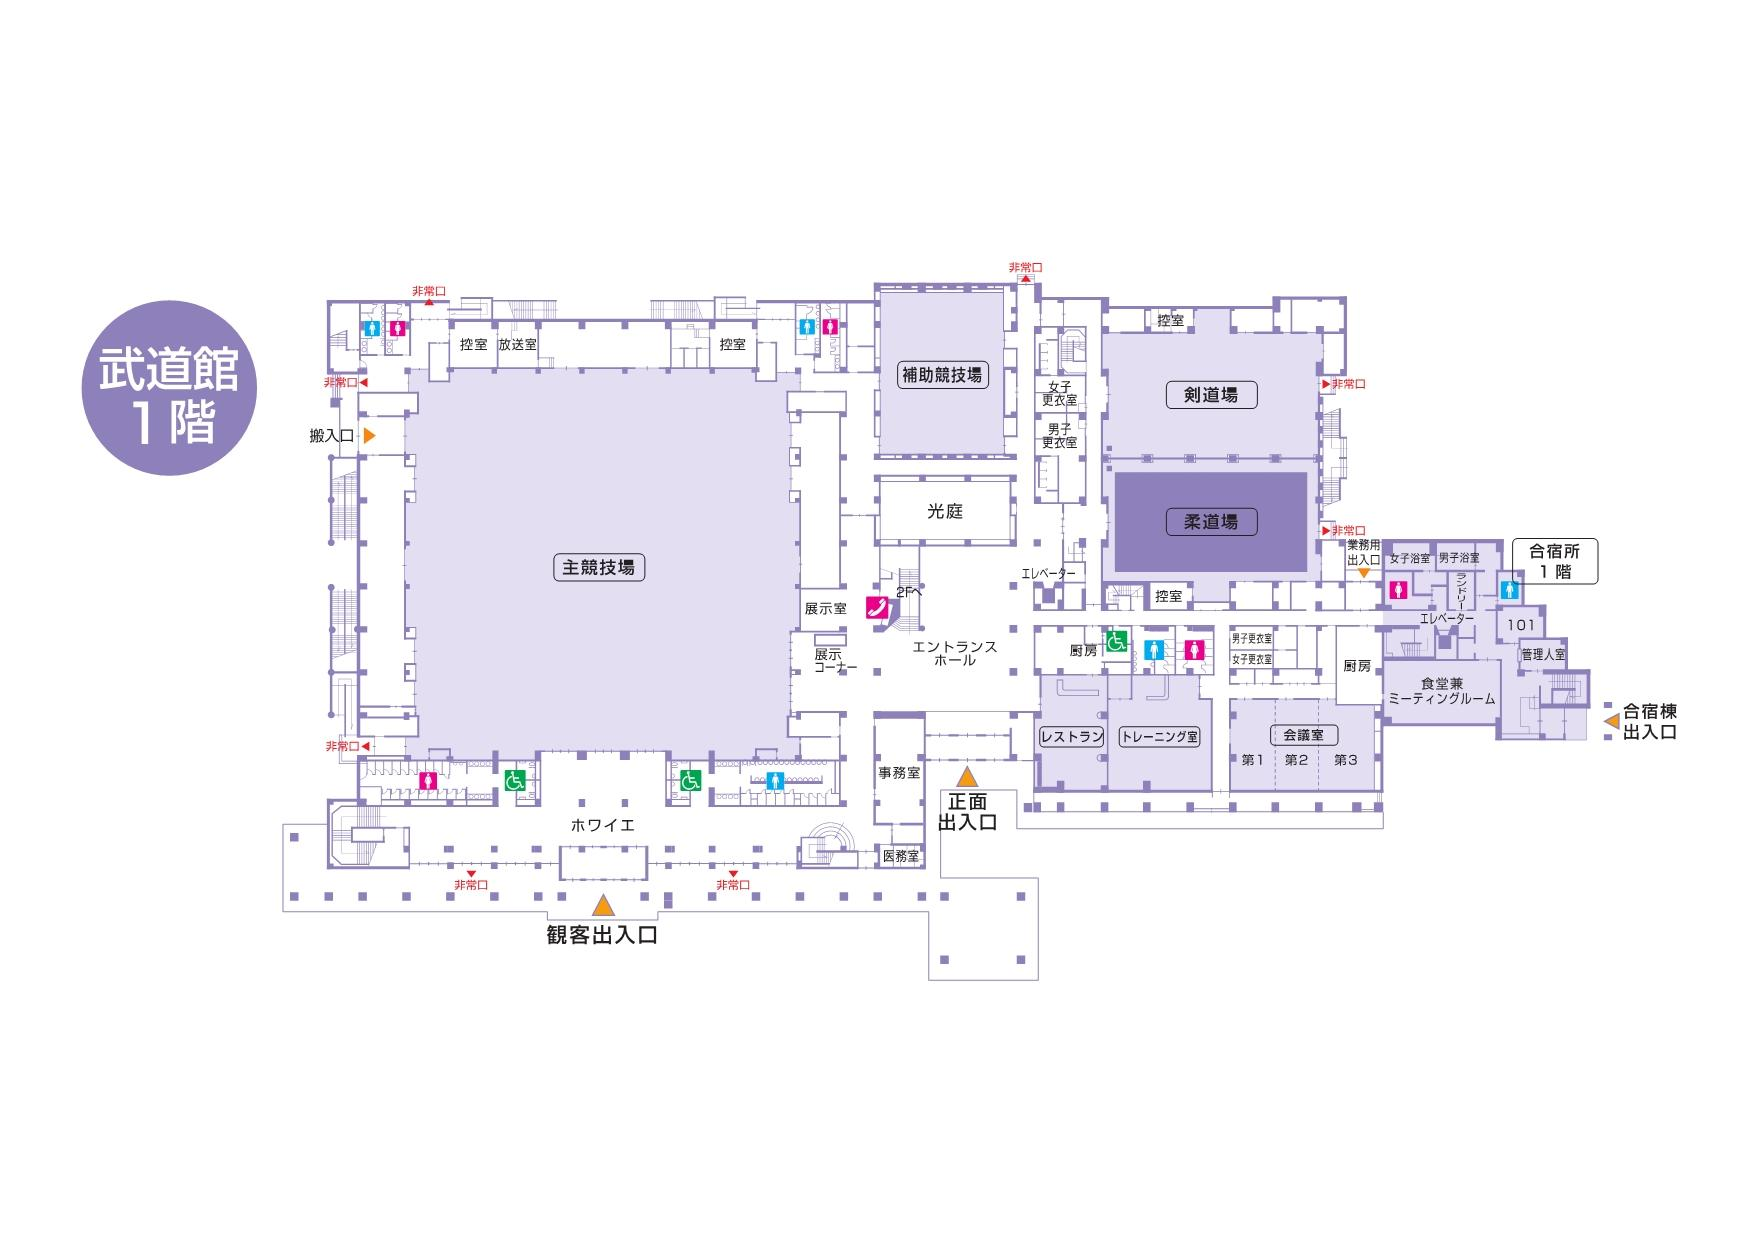 武道館
1階
非常口
非常口
控室
放送室
控室
補助競技場
控室
非常口
搬入口
女子
更衣室
男子
更衣室
剣道場
非常口
光庭
柔道場
非常口
主競技場
業務用
出入口
女子浴室
男子浴室
合宿所
1階
エレベーター
2Fへ
控室
ランドリー
展示室
エレベーター
101
展示
コーナー
エントランス
ホール
厨房
男子更衣室
女子更衣室
厨房
管理人室
食堂兼
ミーティングルーム
非常口
レストラン
トレーニング室
会議室
第1
第2
第3
合宿棟
出入口
事務室
正面
出入口
ホワイエ
医務室
非常口
非常口
観客出入口